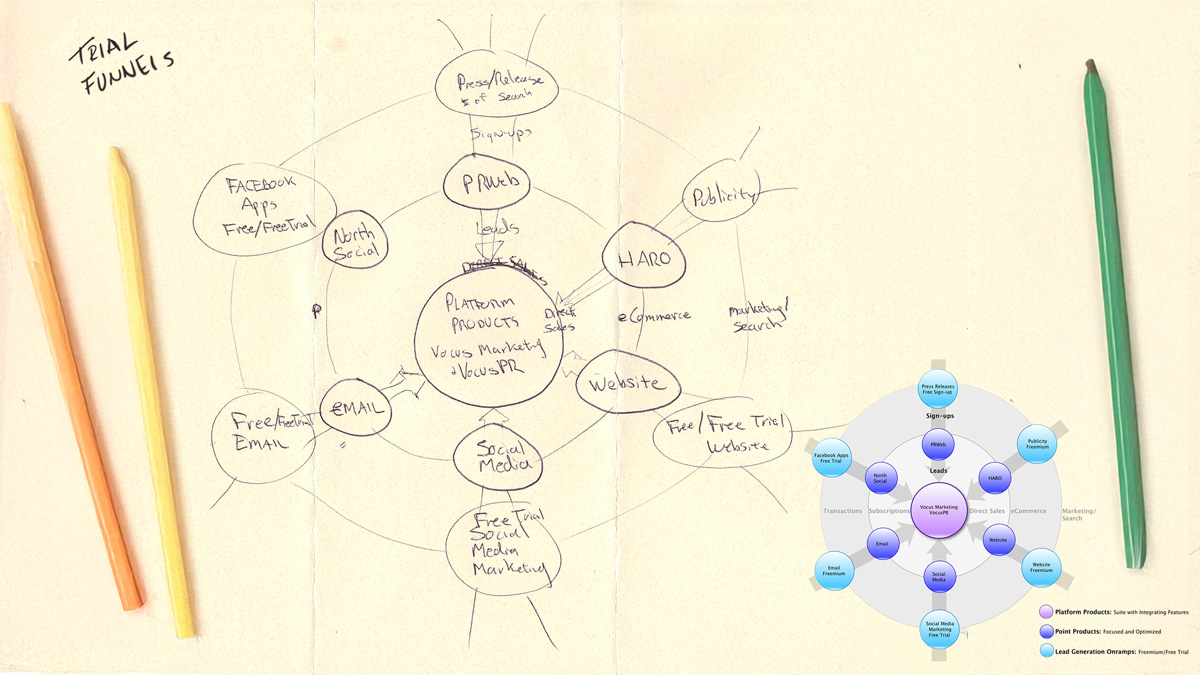 TRIAL
FUNNElS
Press/Release
of Search
Sign-ups
PRWeb
Leads
FACEBOOK
Apps
Free/FreeTrial
North
Social
Publicity
HARO
DIRECT SALES
PLATFORM
PRODUCTS
Vocus Marketing
+VocusPR
Direct
Sales
eCommerce
marketing/
Search
P
eMAIL
Free/FreeTrial
EMAIL
Website
Free/Free Trial
Website
Social
Media
Free Trial
Social
Media
Marketing
Press Releases
Free Sign-up
Sign-ups
PRWeb
Leads
Facebook Apps
Free Trial
North
Social
Publicity
Freemium
HARO
Transactions
Subscriptions
Vocus Marketing
VocusPR
Direct Sales
eCommerce
Marketing/
Search
Email
Website
Email
Freemium
Website
Freemium
Social
Media
Social Media
Marketing
Free Trial
Platform Products: Suite with Integrating Features
Point Products: Focused and Optimized
Lead Generation Onramps: Freemium/Free Trial